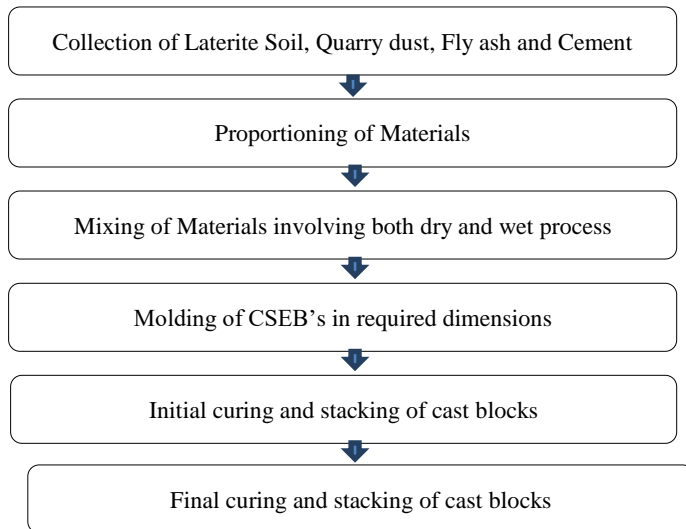 Collection of Laterite Soil, Quarry dust, Fly ash and Cement
Proportioning of Materials
Mixing of Materials involving both dry and wet process
Molding of CSEB’s in required dimensions
Initial curing and stacking of cast blocks
Final curing and stacking of cast blocks